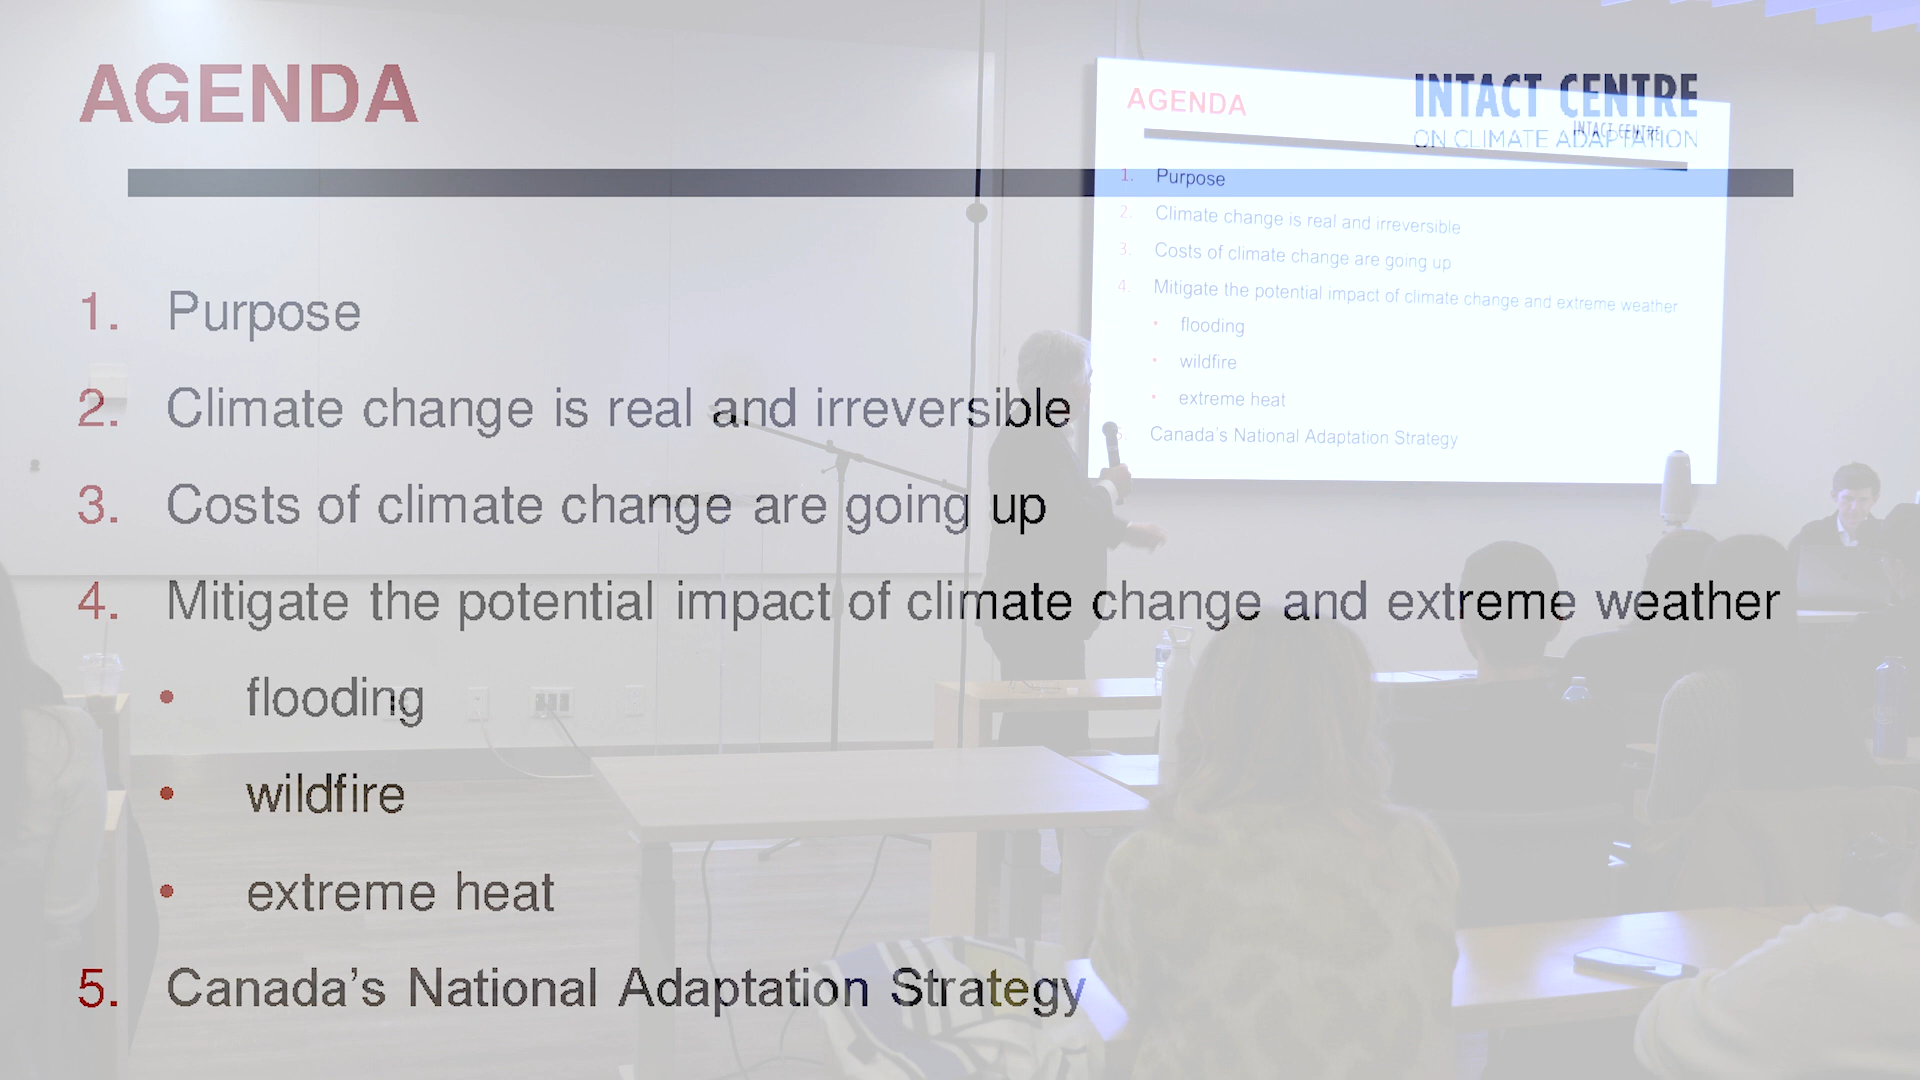 AGENDA
INTACT CENTRE
ON CLIMATE ADAPTATION
1. Purpose
2. Climate change is real and irreversible
3. Costs of climate change are going up
4. Mitigate the potential impact of climate change and extreme weather
• flooding
• wildfire
• extreme heat
5. Canada’s National Adaptation Strategy
AGENDA
INTACT CENTRE
1. Purpose
2. Climate change is real and irreversible
3. Costs of climate change are going up
4. Mitigate the potential impact of climate change and extreme weather
• flooding
• wildfire
• extreme heat
5. Canada’s National Adaptation Strategy